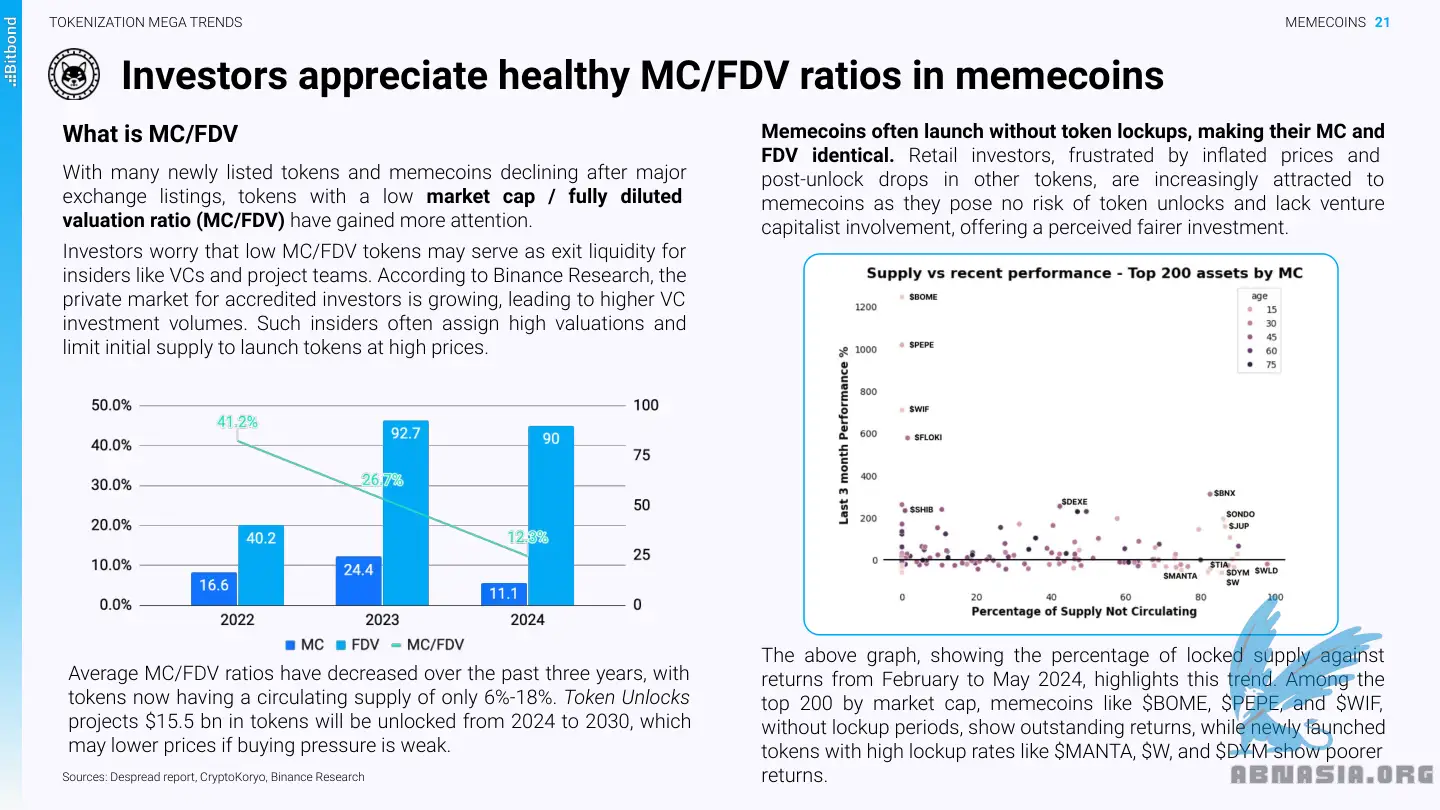 Bitbond
TOKENIZATION MEGA TRENDS
MEMECOINS 21
Investors appreciate healthy MC/FDV ratios in memecoins
What is MC/FDV
With many newly listed tokens and memecoins declining after major
exchange listings, tokens with a low market cap / fully diluted
valuation ratio (MC/FDV) have gained more attention.
Investors worry that low MC/FDV tokens may serve as exit liquidity for
insiders like VCs and project teams. According to Binance Research, the
private market for accredited investors is growing, leading to higher VC
investment volumes. Such insiders often assign high valuations and
limit initial supply to launch tokens at high prices.
50.0%
40.0%
30.0%
20.0%
10.0%
0.0%
100
75
50
25
0
41.2%
26.7%
12.3%
16.6
40.2
24.4
92.7
11.1
90
2022
2023
2024
MC
FDV
MC/FDV
Average MC/FDV ratios have decreased over the past three years, with
tokens now having a circulating supply of only 6%-18%. Token Unlocks
projects $15.5 bn in tokens will be unlocked from 2024 to 2030, which
may lower prices if buying pressure is weak.
Sources: Despread report, CryptoKoryo, Binance Research
Memecoins often launch without token lockups, making their MC and
FDV identical. Retail investors, frustrated by inflated prices and
post-unlock drops in other tokens, are increasingly attracted to
memecoins as they pose no risk of token unlocks and lack venture
capitalist involvement, offering a perceived fairer investment.
Supply vs recent performance - Top 200 assets by MC
Last 3 month Performance %
1200
1000
800
600
400
200
0
age
15
30
45
60
75
$BOME
$PEPE
$WIF
$FLOKI
$SHIB
$DEXE
$BNX
$ONDO
$JUP
$MANTA
$TIA
$DYM
$W
$WLD
0
20
40
60
80
100
Percentage of Supply Not Circulating
The above graph, showing the percentage of locked supply against
returns from February to May 2024, highlights this trend. Among the
top 200 by market cap, memecoins like $BOME, $PEPE, and $WIF,
without lockup periods, show outstanding returns, while newly launched
tokens with high lockup rates like $MANTA, $W, and $DYM show poorer
returns.
ABNASIA.ORG